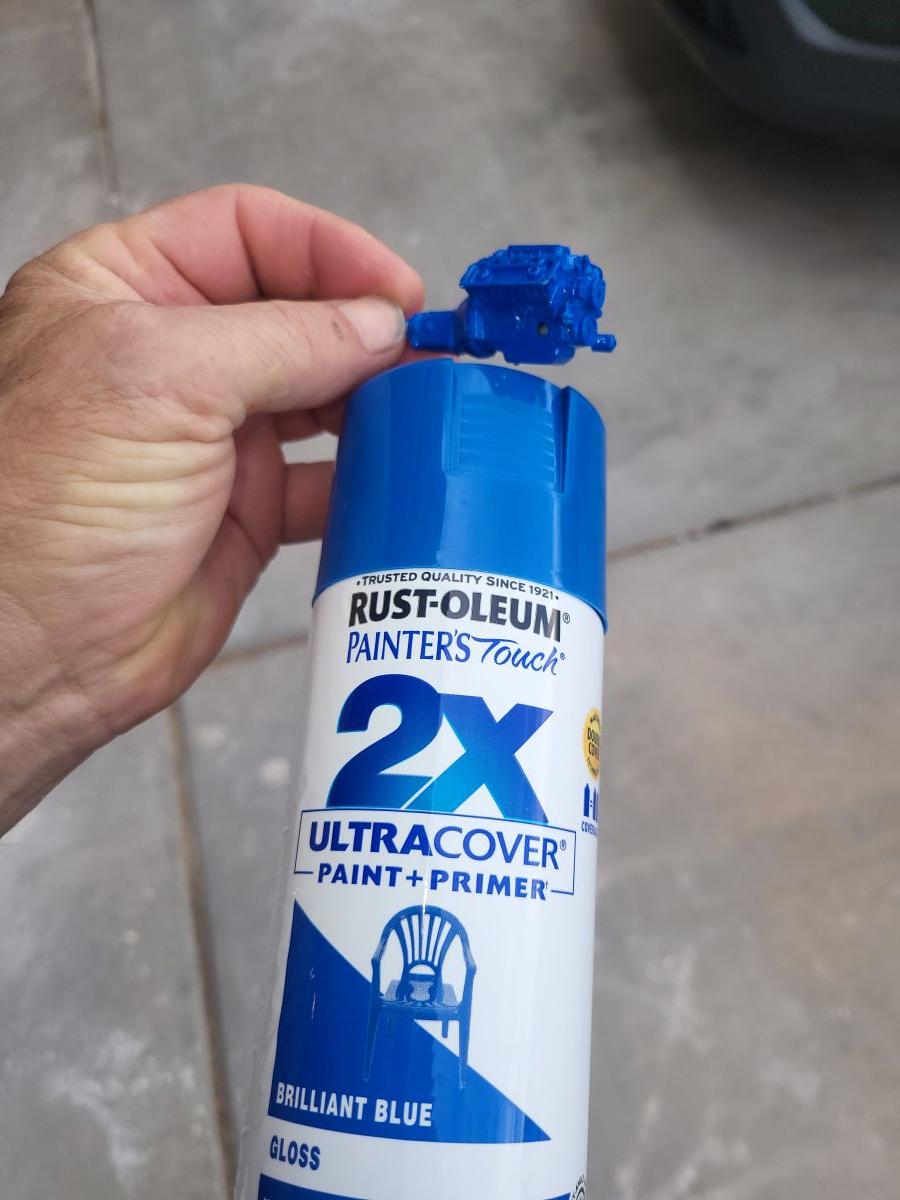 •TRUSTED QUALITY SINCE 1921•
RUST-OLEUM®
PAINTER'S Touch®
2X
ULTRACOVER®
PAINT+PRIMER†
BRILLIANT BLUE
GLOSS